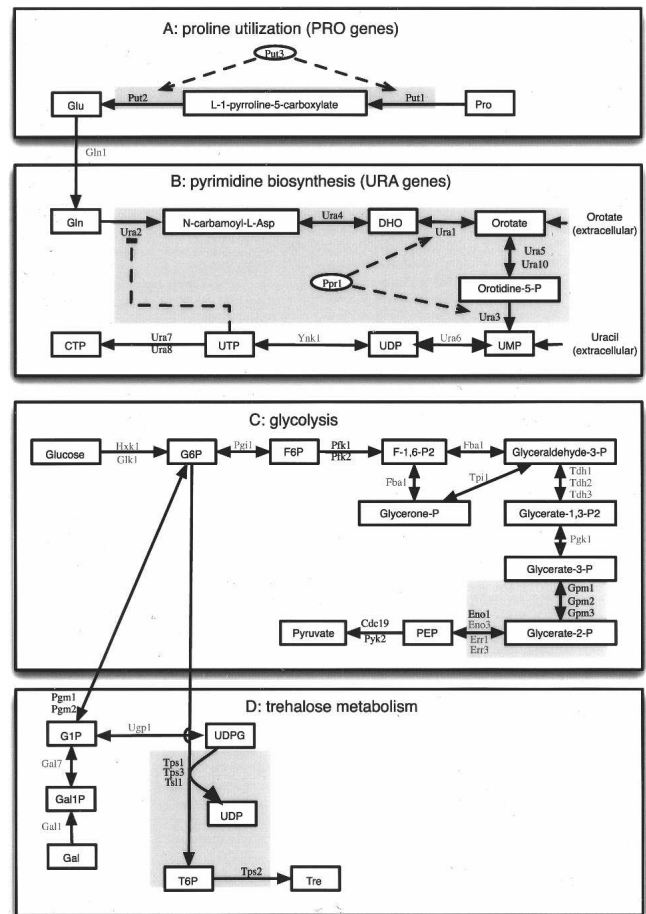 A: proline utilization (PRO genes)
Put3
Glu
Put2
L-1-pyrroline-5-carboxylate
Put1
Pro
Gln1
B: pyrimidine biosynthesis (URA genes)
Gln
Ura2
N-carbamoyl-L-Asp
Ura4
DHO
Ura1
Orotate
Orotate
(extracellular)
Ura5
Ura10
Ppr1
Orotidine-5-P
Ura3
CTP
Ura7
Ura8
UTP
Ynk1
UDP
Ura6
UMP
Uracil
(extracellular)
C: glycolysis
Glucose
Hxk1
Glk1
G6P
Pgi1
F6P
Pfk1
Pfk2
F-1,6-P2
Fba1
Glyceraldehyde-3-P
Fba1
Tpi1
Tdh1
Tdh2
Tdh3
Glycerone-P
Glycerate-1,3-P2
Pgk1
Glycerate-3-P
Gpm1
Gpm2
Gpm3
Pyruvate
Cdc19
Pyk2
PEP
Eno1
Eno3
Err1
Err3
Glycerate-2-P
D: trehalose metabolism
Pgm1
Pgm2
G1P
Ugp1
UDPG
Gal7
Tps1
Tps3
Tsl1
Gal1P
UDP
Gal1
Gal
T6P
Tps2
Tre